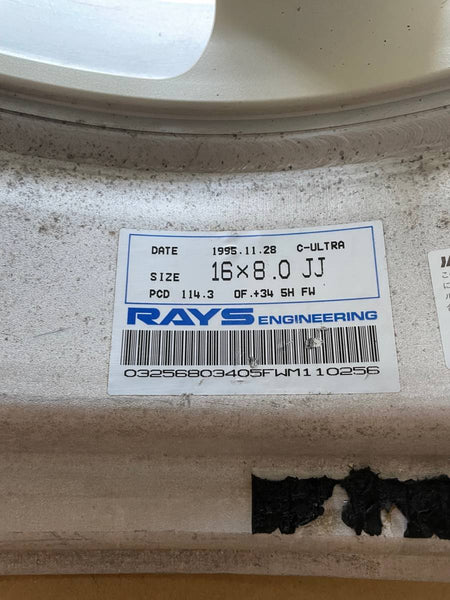 DATE 1995.11.28 C-ULTRA
SIZE 16×8.0 JJ
PCD 114.3 OF.+34 5H FW
RAYS ENGINEERING
03256803405FWM110256